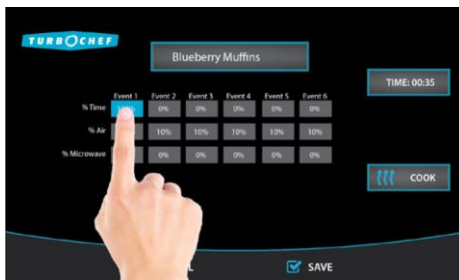 TURBOCHEF
Blueberry Muffins
TIME: 00:35
Event 1 Event 2 Event 3 Event 4 Event 5 Event 6
% Time 0% 0% 0% 0% 0%
% Air 10% 10% 10% 10% 10%
% Microwave 0% 0% 0% 0% 0%
COOK
SAVE